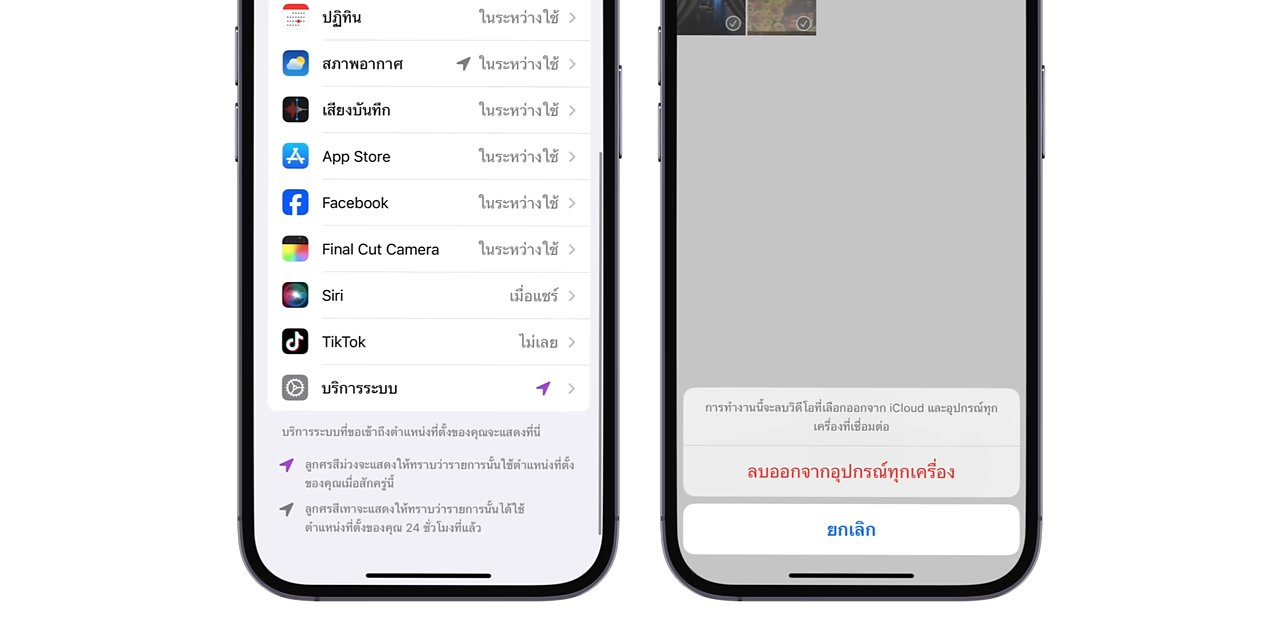 ปฏิทิน ในระหว่างใช้
สภาพอากาศ ในระหว่างใช้
เสียงบันทึก ในระหว่างใช้
App Store ในระหว่างใช้
Facebook ในระหว่างใช้
Final Cut Camera ในระหว่างใช้
Siri เมื่อแชร์
TikTok ไม่เลย
บริการระบบ
บริการระบบที่ขอเข้าถึงตำแหน่งที่ตั้งของคุณจะแสดงที่นี่
ลูกศรสีม่วงจะแสดงให้ทราบว่ารายการนั้นใช้ตำแหน่งที่ตั้ง
ของคุณเมื่อสักครู่นี้
ลูกศรสีเทาจะแสดงให้ทราบว่ารายการนั้นได้ใช้
ตำแหน่งที่ตั้งของคุณ 24 ชั่วโมงที่แล้ว
การทำงานนี้จะลบวิดีโอที่เลือกออกจาก iCloud และอุปกรณ์ทุก
เครื่องที่เชื่อมต่อ
ลบออกจากอุปกรณ์ทุกเครื่อง
ยกเลิก